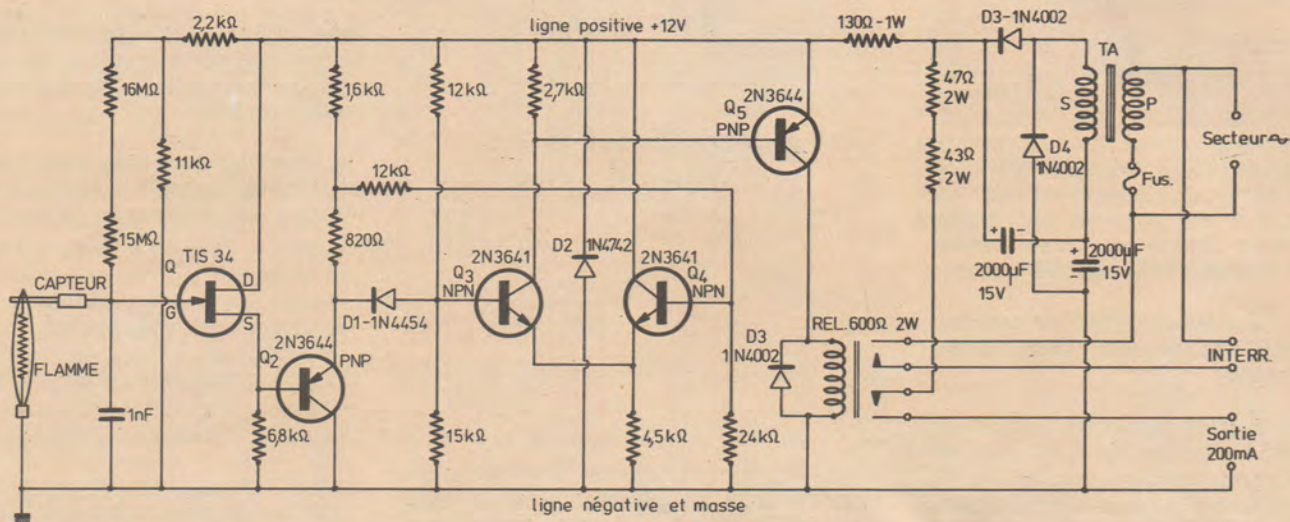 2,2kΩ
ligne positive +12V
130Ω-1W
D3-1N4002
16MΩ
11kΩ
1,6kΩ
12kΩ
2,7kΩ
2N3644
Q5
PNP
47Ω
2W
43Ω
2W
TA
S
P
D4
1N4002
Fus.
Secteur~
12kΩ
15MΩ
820Ω
TIS 34
Q
G
D
S
CAPTEUR
FLAMME
1nF
D1-1N4454
2N3641
Q3
NPN
D2
1N4742
2N3641
Q4
NPN
+ -
2000µF
15V
+
-
2000µF
15V
Q2
2N3644
PNP
6,8kΩ
15kΩ
4,5kΩ
24kΩ
D3
1N4002
REL.600Ω 2W
INTERR.
Sortie
200mA
ligne négative et masse